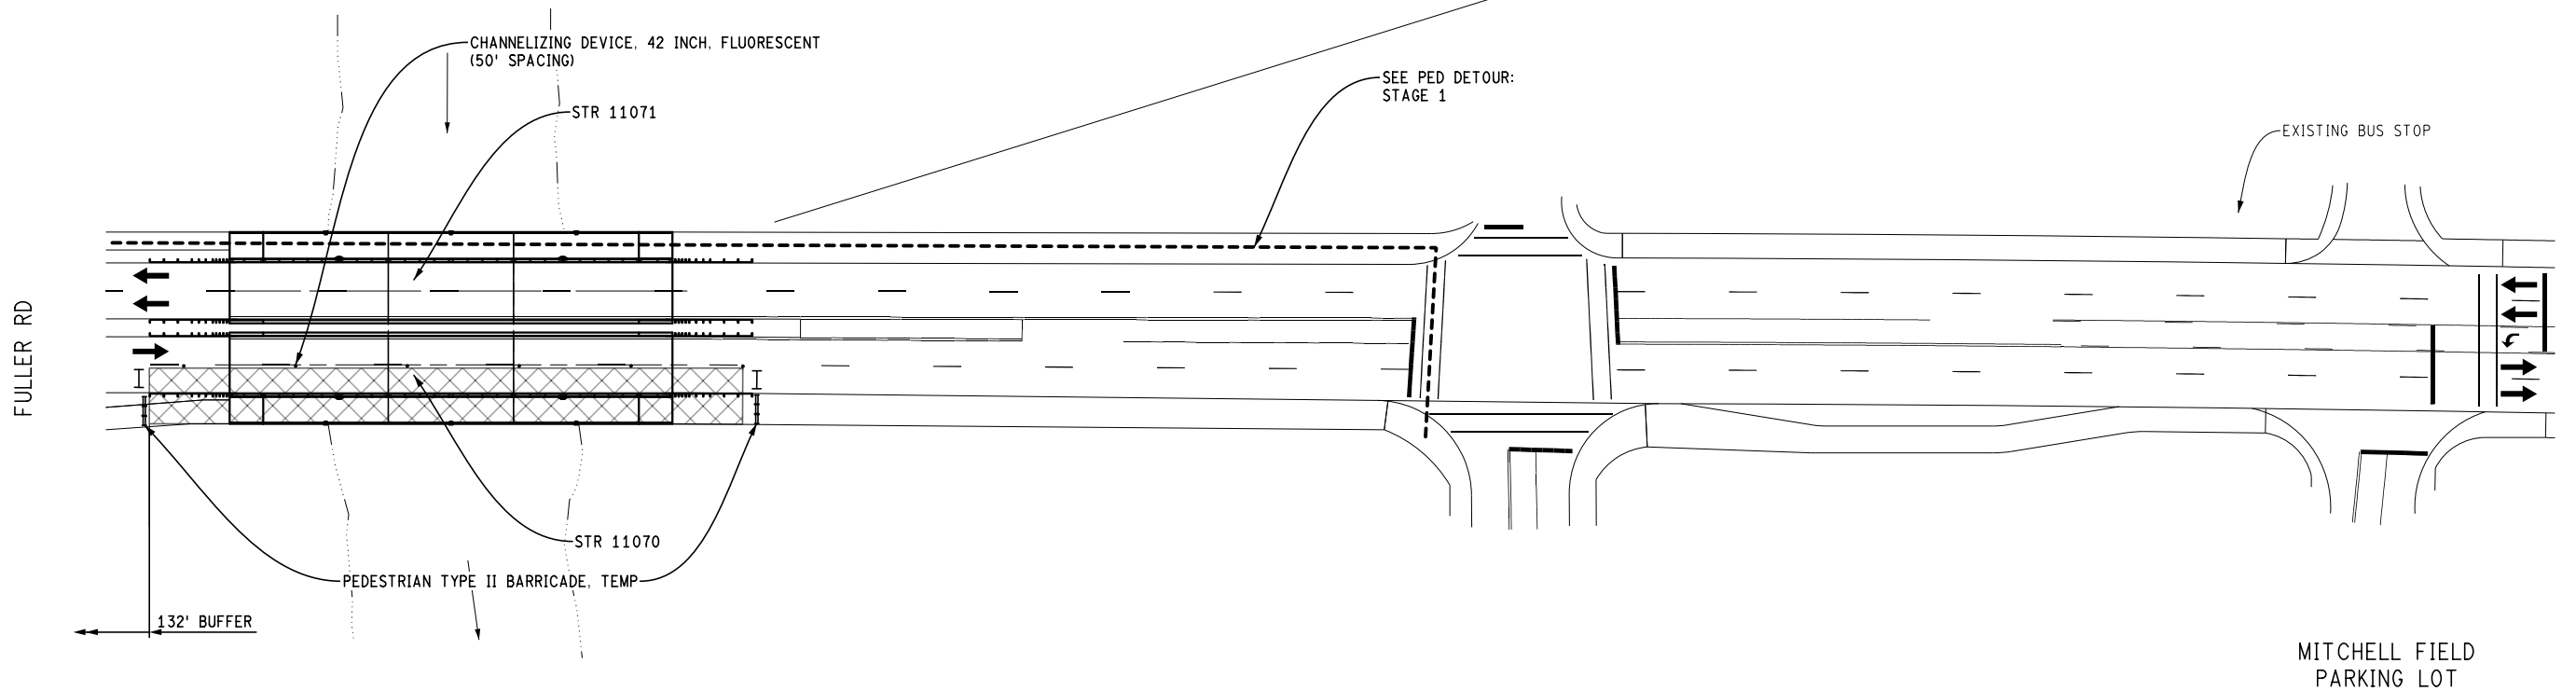 CHANNELIZING DEVICE, 42 INCH, FLUORESCENT
(50' SPACING)
STR 11071
SEE PED DETOUR:
STAGE 1
EXISTING BUS STOP
FULLER RD
STR 11070
PEDESTRIAN TYPE II BARRICADE, TEMP
132' BUFFER
MITCHELL FIELD
PARKING LOT